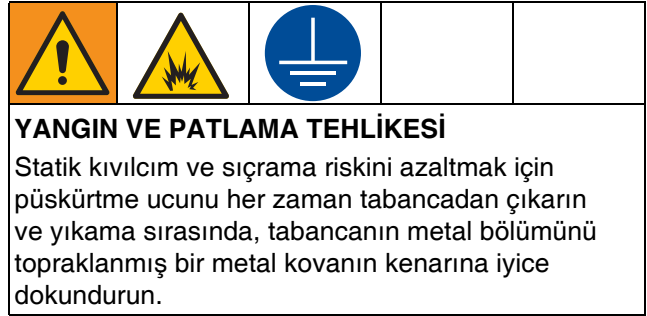 YANGIN VE PATLAMA TEHLİKESİ
Statik kıvılcım ve sıçrama riskini azaltmak için
püskürtme ucunu her zaman tabancadan çıkarın
ve yıkama sırasında, tabancanın metal bölümünü
topraklanmış bir metal kovanın kenarına iyice
dokundurun.